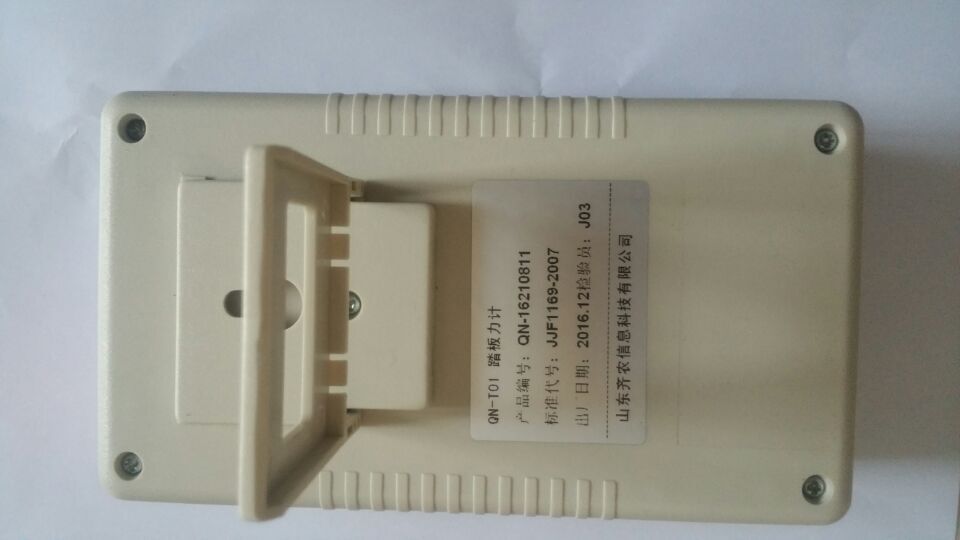 QN-T01 踏板力计
产品编号：QN-16210811
标准代号：JJF1169-2007
出厂日期：2016.12检验员：J03
山东齐农信息科技有限公司